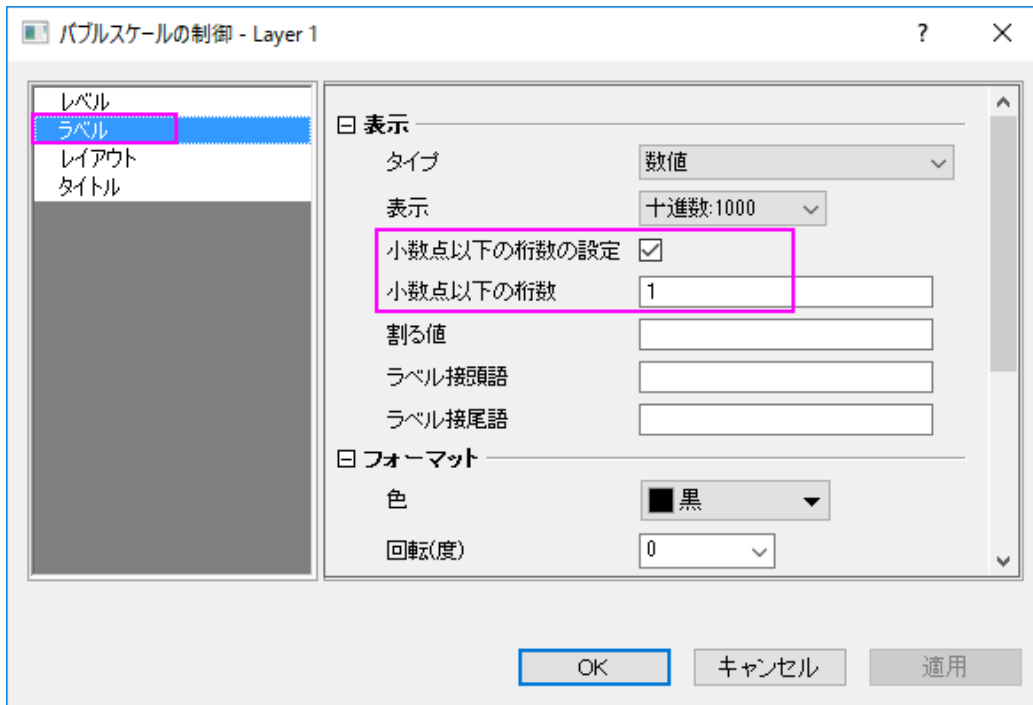 バブルスケールの制御 - Layer 1
?
レベル
ラベル
レイアウト
タイトル
表示
タイプ 数値
表示 十進数:1000
小数点以下の桁数の設定
小数点以下の桁数 1
割る値
ラベル接頭語
ラベル接尾語
フォーマット
色 黒
回転(度) 0
OK キャンセル 適用